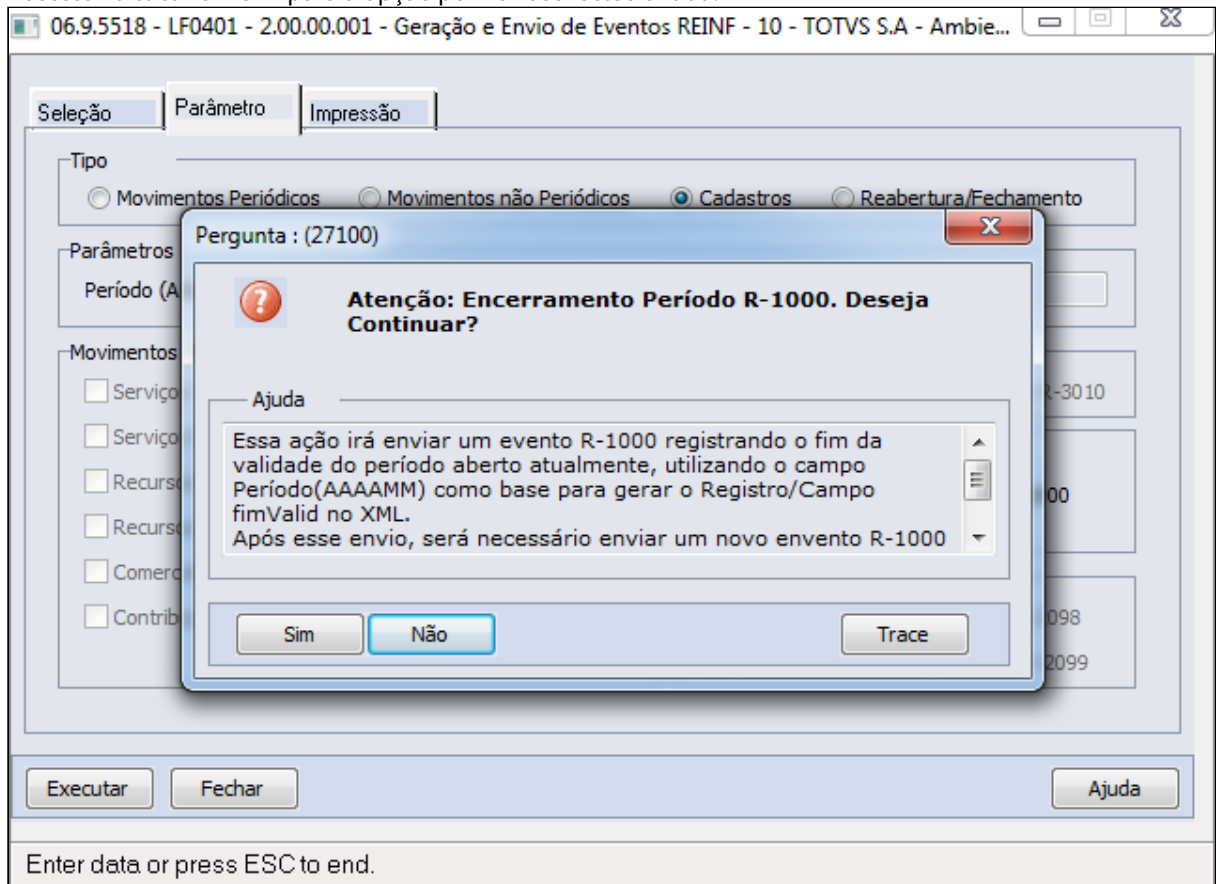 06.9.5518 - LF0401 - 2.00.00.001 - Geração e Envio de Eventos REINF - 10 - TOTVS S.A - Ambie...
Seleção Parâmetro Impressão
Tipo
Movimentos Periódicos Movimentos não Periódicos Cadastros Reabertura/Fechamento
Pergunta : (27100)
Parâmetros
Período (A
Atenção: Encerramento Período R-1000. Deseja
Continuar?
Movimentos
Serviço
-3010
Ajuda
Serviço
Essa ação irá enviar um evento R-1000 registrando o fim da
validade do período aberto atualmente, utilizando o campo
Recurso
Período(AAAAMM) como base para gerar o Registro/Campo
00
fimValid no XML.
Recurso
Após esse envio, será necessário enviar um novo envento R-1000
Comerc
Contrib
098
Sim Não Trace
2099
Executar Fechar Ajuda
Enter data or press ESC to end.